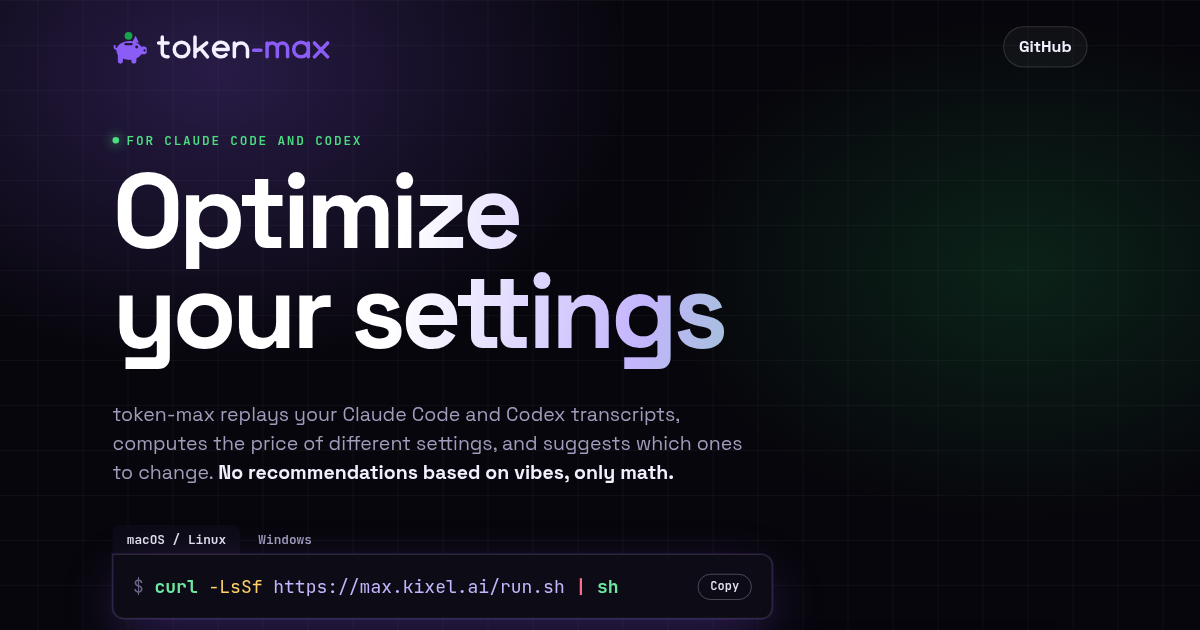 token-max
GitHub
FOR CLAUDE CODE AND CODEX
Optimize
your settings
token-max replays your Claude Code and Codex transcripts,
computes the price of different settings, and suggests which ones
to change. No recommendations based on vibes, only math.
macOS / Linux
Windows
$ curl -LsSf https://max.kixel.ai/run.sh | sh
Copy